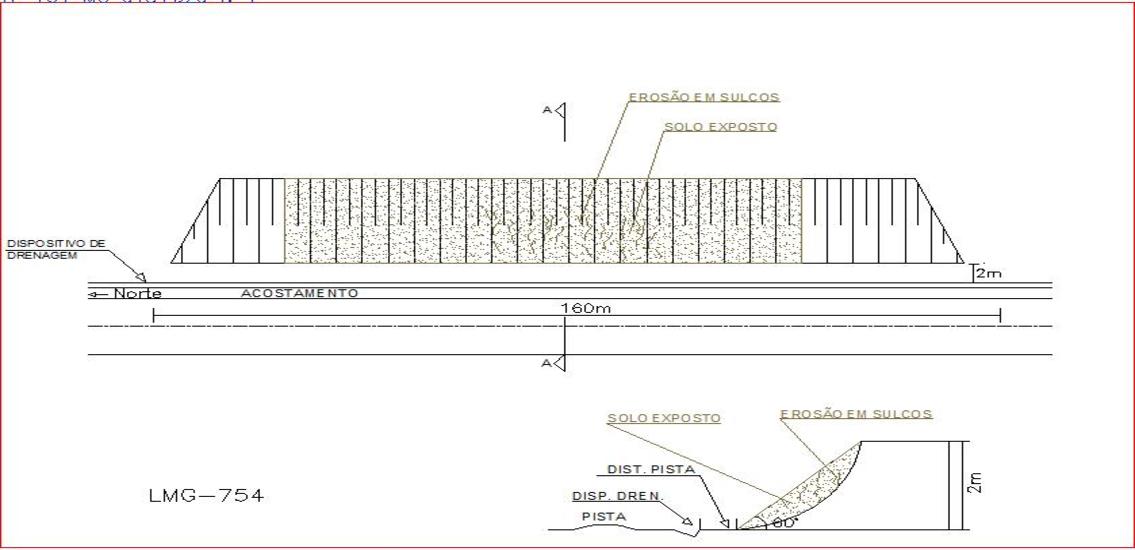 A
EROSÃO EM SULCOS
SOLO EXPOSTO
DISPOSITIVO DE
DRENAGEM
2m
Norte
ACOSTAMENTO
160m
A
SOLO EXPOSTO
EROSÃO EM SULCOS
DIST. PISTA
DISP. DREN.
PISTA
60°
2m
LMG-754